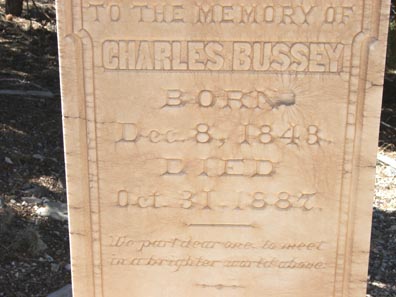 TO THE MEMORY OF
CHARLES BUSSEY
BORN
Dec. 8, 1843.
DIED
Oct. 31, 1887.
We part dear one, to meet
in a brighter world above.